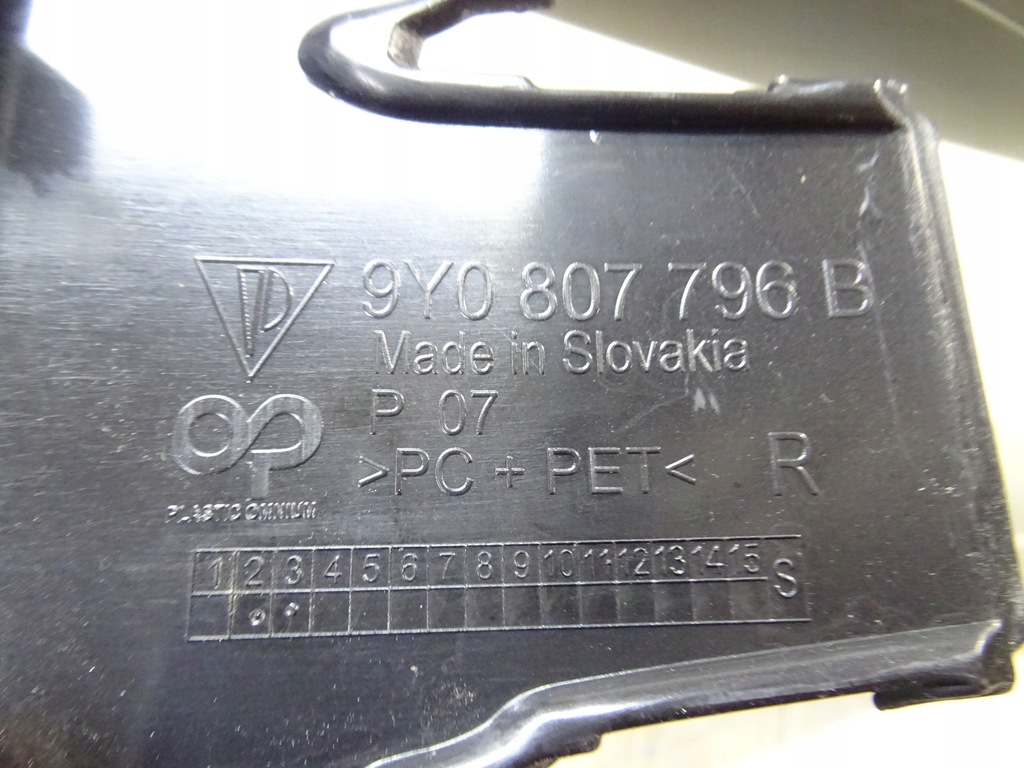 9Y0 807 796 B
Made in Slovakia
P 07
>PC + PET< R
PLASTIC OMNIUM
1 2 3 4 5 6 7 8 9 10 11 12 13 14 15 S